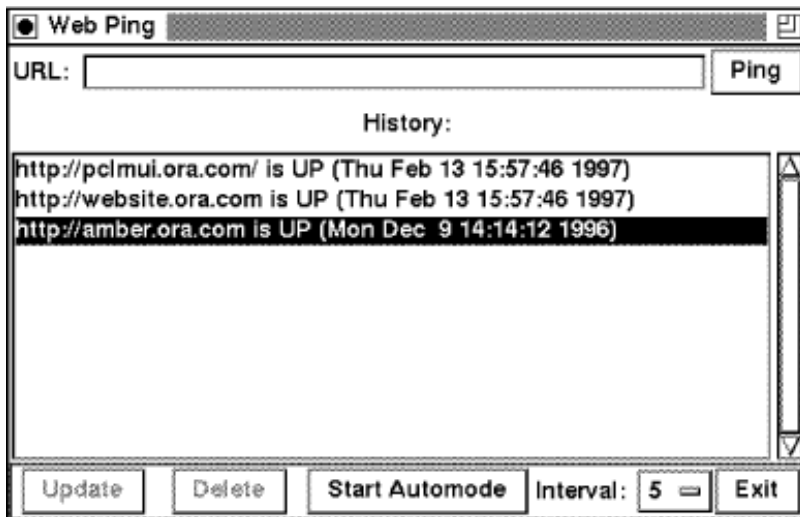 Web Ping
URL:
Ping
History:
http://pclmui.ora.com/ is UP (Thu Feb 13 15:57:46 1997)
http://website.ora.com is UP (Thu Feb 13 15:57:46 1997)
http://amber.ora.com is UP (Mon Dec  9 14:14:12 1996)
Update Delete Start Automode Interval: 5 Exit